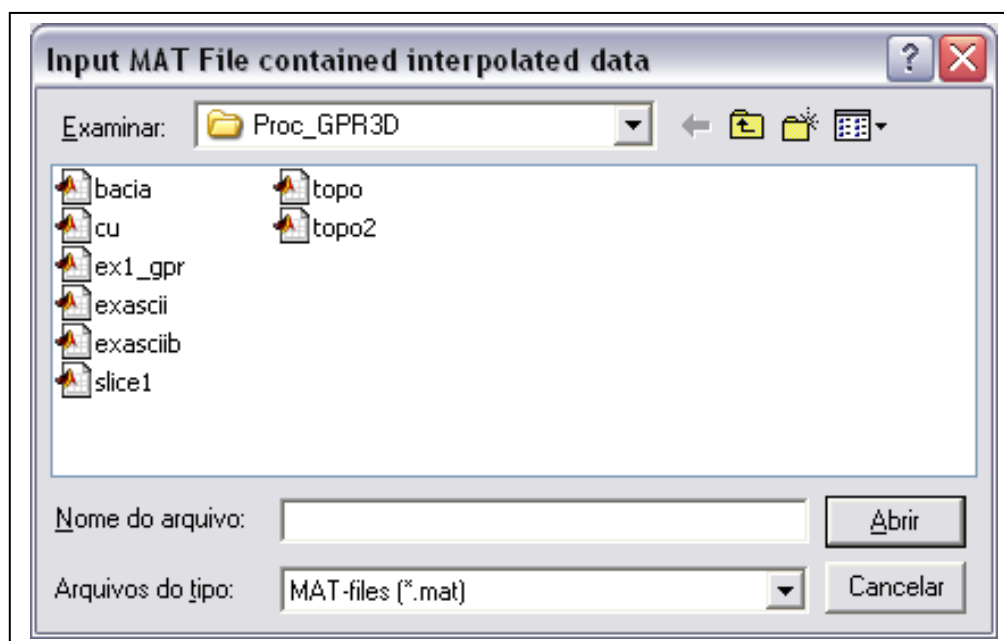 Input MAT File contained interpolated data
Examinar: Proc_GPR3D
bacia topo
cu topo2
ex1_gpr
exascii
exasciib
slice1
Nome do arquivo: Abrir
Arquivos do tipo: MAT-files (*.mat) Cancelar